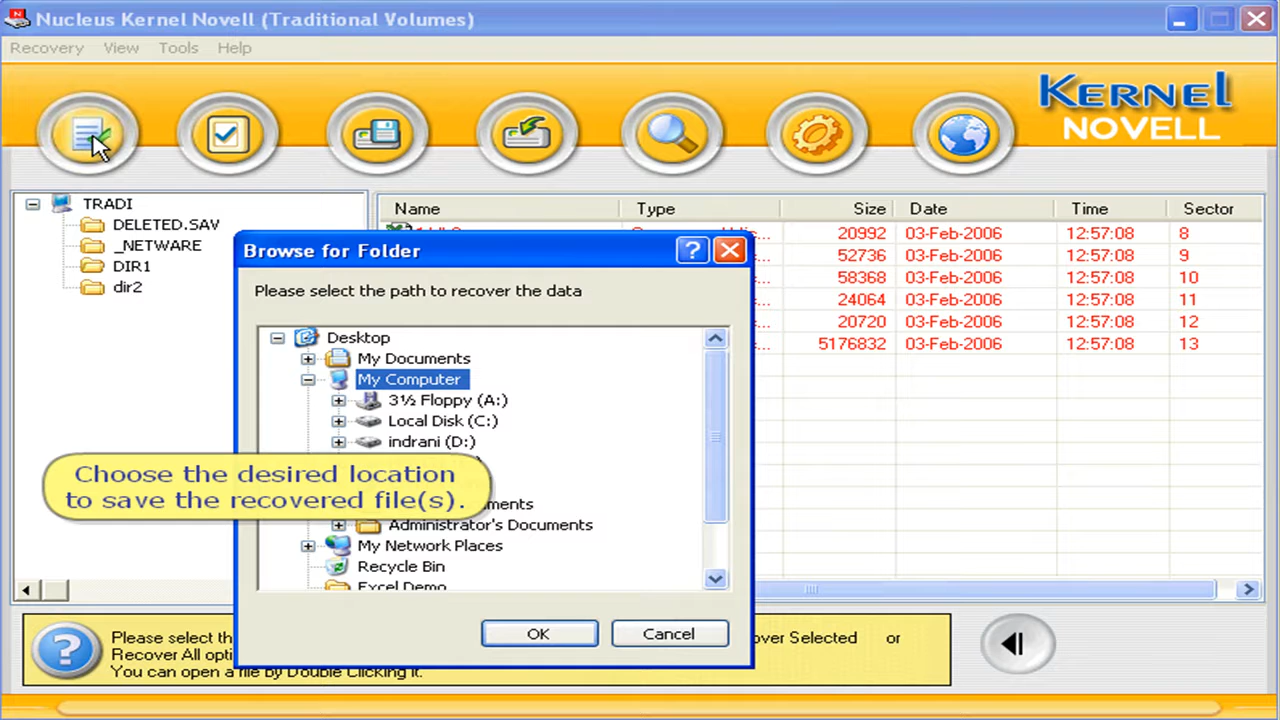 Nucleus Kernel Novell (Traditional Volumes)
Recovery View Tools Help
KERNEL
NOVELL
TRADI
DELETED.SAV
_NETWARE
DIR1
dir2
Name Type Size Date Time Sector
20992 03-Feb-2006 12:57:08 8
52736 03-Feb-2006 12:57:08 9
58368 03-Feb-2006 12:57:08 10
24064 03-Feb-2006 12:57:08 11
20720 03-Feb-2006 12:57:08 12
5176832 03-Feb-2006 12:57:08 13
Browse for Folder
Please select the path to recover the data
Desktop
My Documents
My Computer
3½ Floppy (A:)
Local Disk (C:)
indrani (D:)
Administrator's Documents
My Network Places
Recycle Bin
Excel Demo
OK Cancel
Choose the desired location
to save the recovered file(s).
Please select th over Selected or
Recover All opti
You can open a file by Double Clicking it.